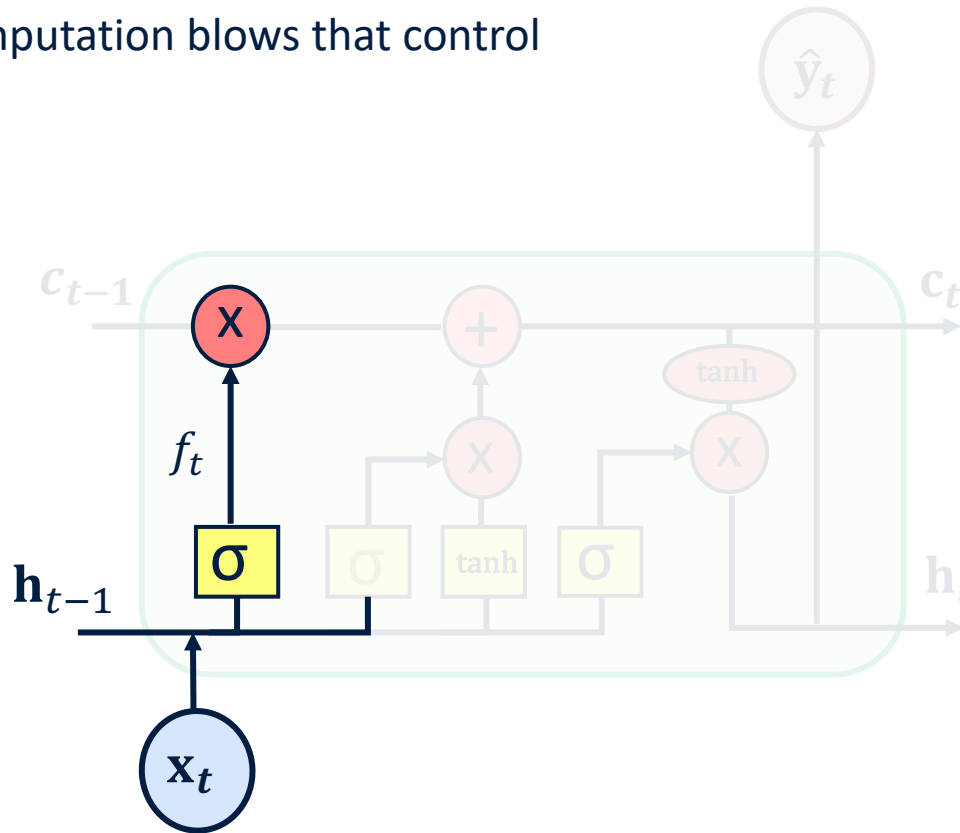 nputation blows that control
ŷₜ
cₜ₋₁
X
+
cₜ
tanh
fₜ
X
X
σ
σ
tanh
σ
hₜ₋₁
h
xₜ